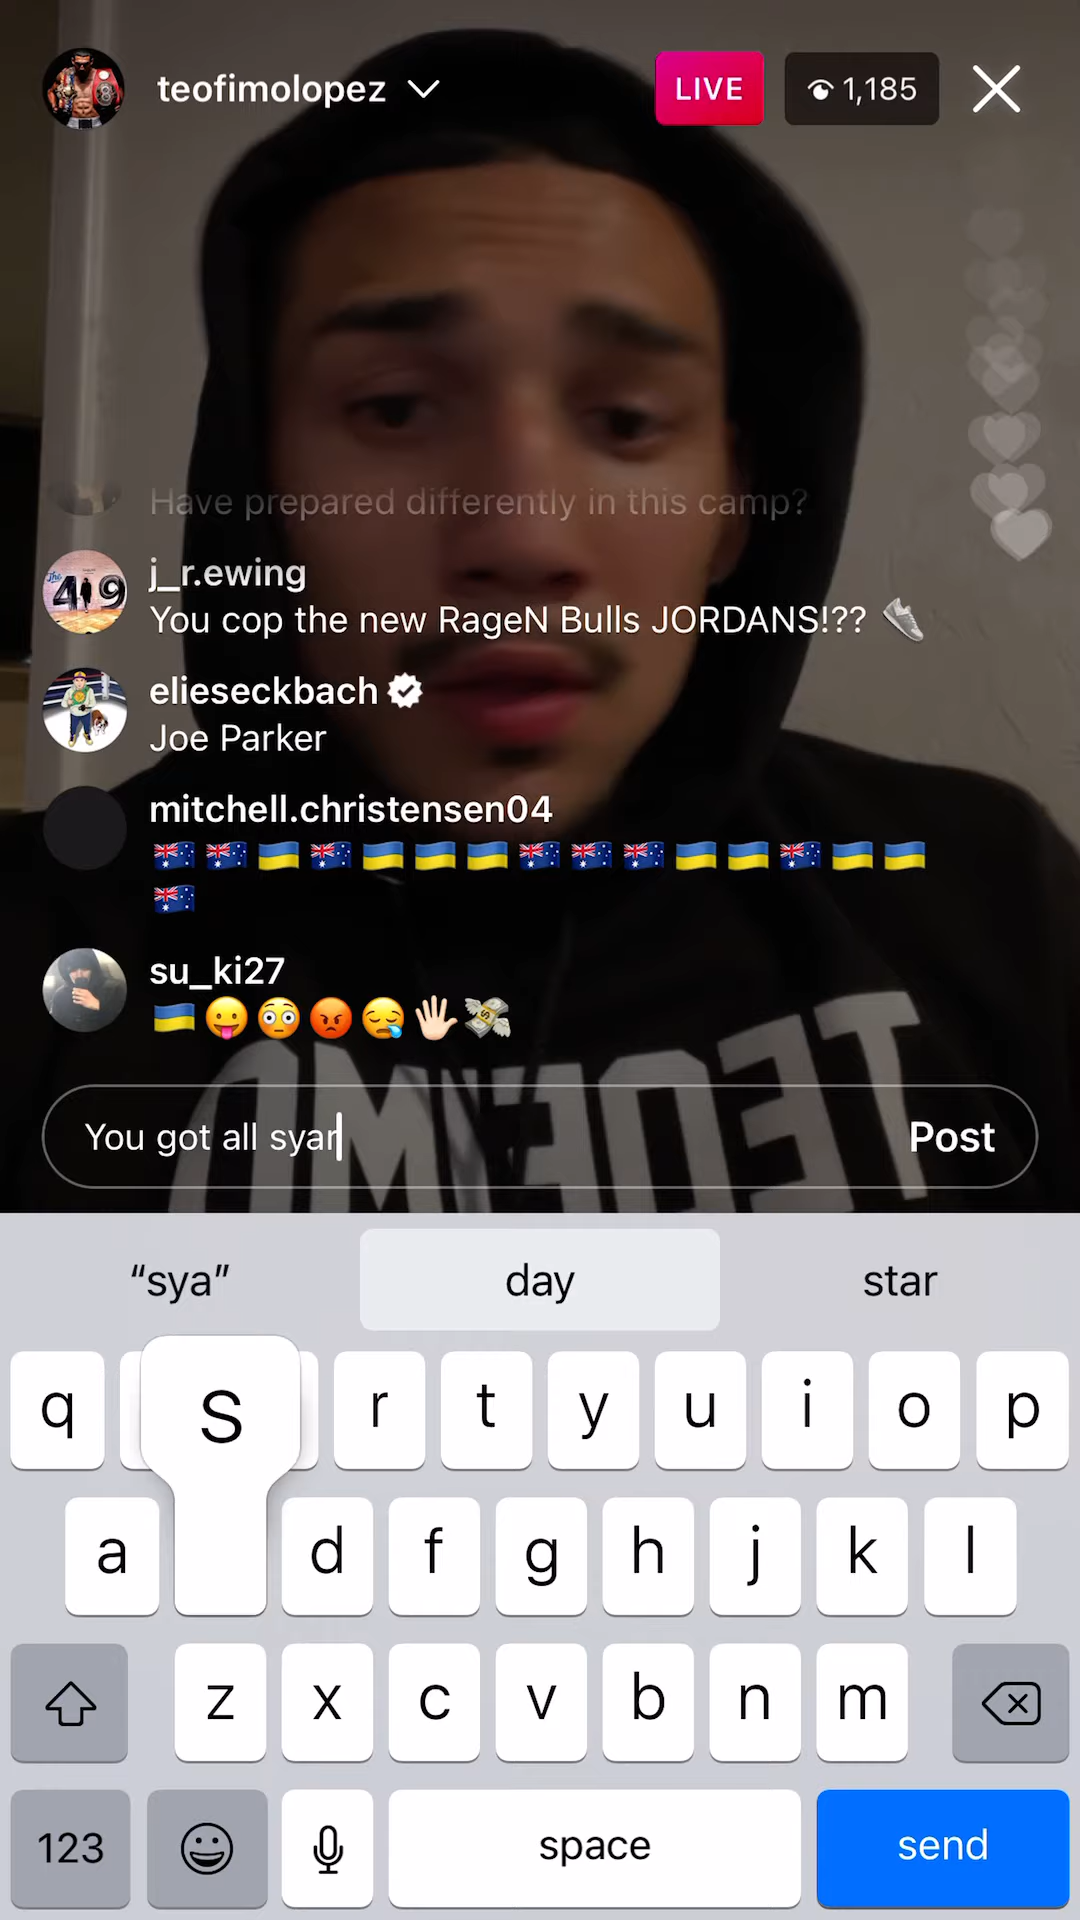 teofimolopez
LIVE
1,185
Have prepared differently in this camp?
j_r.ewing
You cop the new RageN Bulls JORDANS!?? 👟
elieseckbach
Joe Parker
mitchell.christensen04
🇦🇺🇦🇺🇺🇦🇦🇺🇺🇦🇺🇦🇺🇦🇦🇺🇦🇺🇦🇺🇺🇦🇺🇦🇦🇺🇺🇦🇺🇦
🇦🇺
su_ki27
🇺🇦😛😳😡😪🖐🏻💸
TEOFIMO
You got all syar
Post
“sya” day star
q s r t y u i o p
a d f g h j k l
z x c v b n m
123 space send